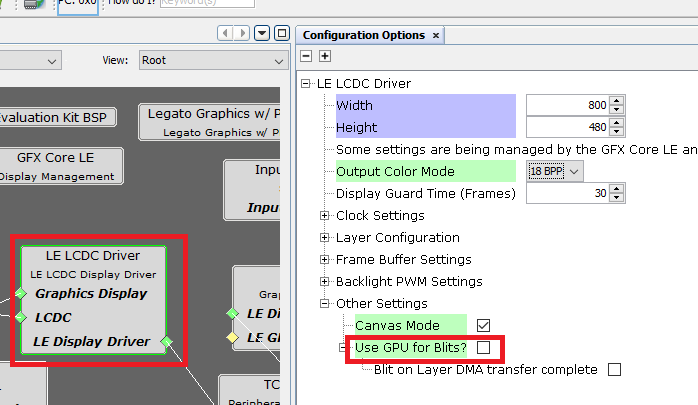 PC: 0x0
How do I?
Keyword(s)
Driver:
Root
valuation Kit BSP
Legato Graphics w/ P
Legato Graphics w/ P
GFX Core LE
Display Management
Inpu
Inpu
LE LCDC Driver
LE LCDC Display Driver
Graphics Display
LCDC
LE Display Driver
Gra
LE Di
LE G
TC
Peripheral
Configuration Options
LE LCDC Driver
Width 800
Height 480
Some settings are being managed by the GFX Core LE an
Output Color Mode 18 BPP
Display Guard Time (Frames) 30
Clock Settings
Layer Configuration
Frame Buffer Settings
Backlight PWM Settings
Other Settings
Canvas Mode
Use GPU for Blits?
Blit on Layer DMA transfer complete